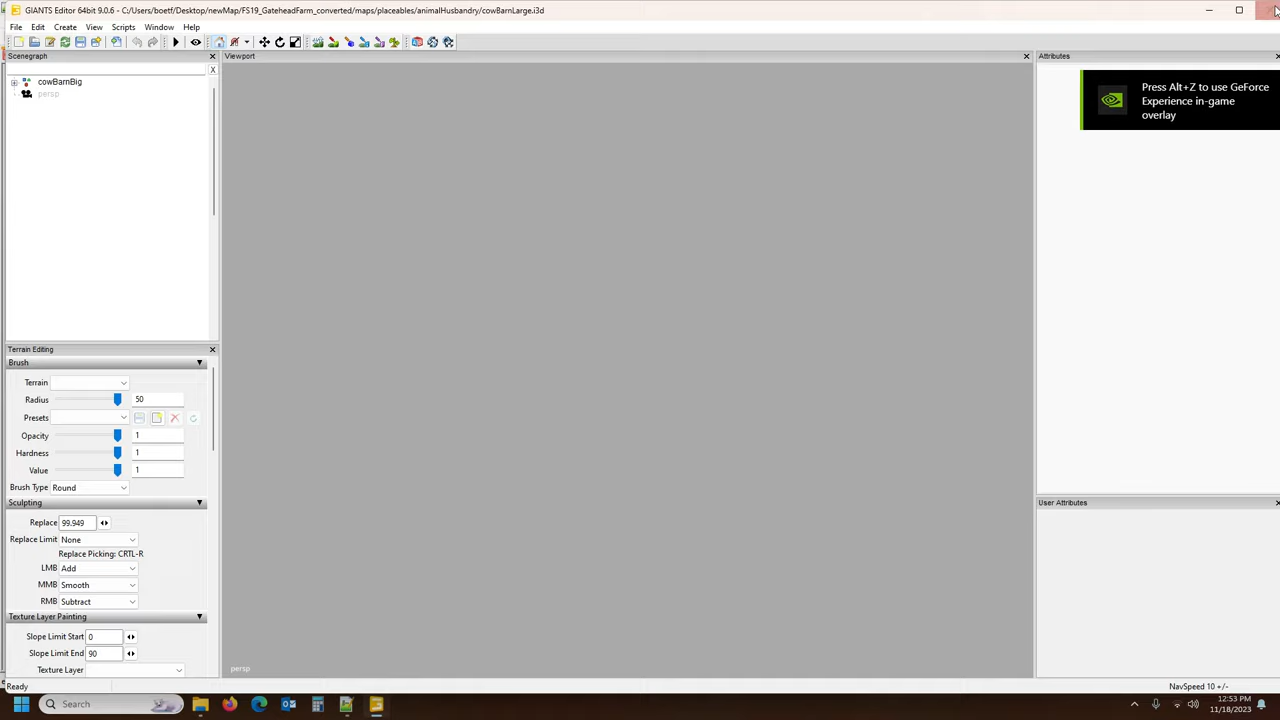 GIANTS Editor 64bit 9.0.6 - C:/Users/boetf/Desktop/newMap/FS19_GateheadFarm_converted/maps/placeables/animalHusbandry/cowBarnLarge.i3d
File Edit Create View Scripts Window Help
Scenegraph
Viewport
Attributes
X
cowBarnBig
persp
Press Alt+Z to use GeForce
Experience in-game
overlay
Terrain Editing
Brush
Terrain
Radius 50
Presets
Opacity 1
Hardness 1
Value 1
Brush Type Round
Sculpting
Replace 99.949
Replace Limit None
Replace Picking: CRTL-R
LMB Add
MMB Smooth
RMB Subtract
Texture Layer Painting
Slope Limit Start 0
Slope Limit End 90
Texture Layer
User Attributes
persp
Ready
NavSpeed 10 +/-
Search
12:53 PM
11/18/2023